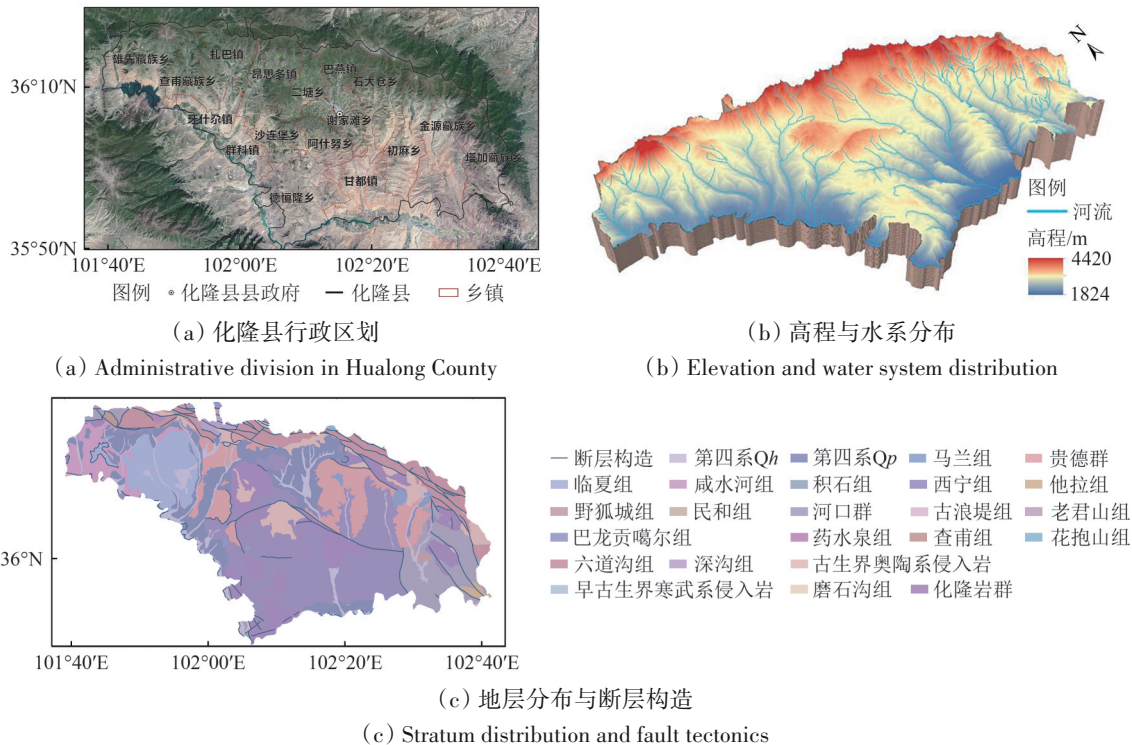 雄先藏族乡
扎巴镇
查甫藏族乡
昂思多镇
巴燕镇
石大仓乡
二塘乡
牙什尕镇
谢家滩乡
金源藏族乡
沙连堡乡
阿什努乡
群科镇
初麻乡
塔加藏族乡
甘都镇
德恒隆乡
36°10′N
35°50′N
101°40′E 102°00′E 102°20′E 102°40′E
图例 化隆县县政府 化隆县 乡镇
(a) 化隆县行政区划
(a) Administrative division in Hualong County
N
图例
河流
高程/m
4420
1824
(b) 高程与水系分布
(b) Elevation and water system distribution
36°N
101°40′E 102°00′E 102°20′E 102°40′E
断层构造 第四系Qh 第四系Qp 马兰组 贵德群
临夏组 咸水河组 积石组 西宁组 他拉组
野狐城组 民和组 河口群 古浪堤组 老君山组
巴龙贡噶尔组 药水泉组 查甫组 花抱山组
六道沟组 深沟组 古生界奥陶系侵入岩
早古生界寒武系侵入岩 磨石沟组 化隆岩群
(c) 地层分布与断层构造
(c) Stratum distribution and fault tectonics